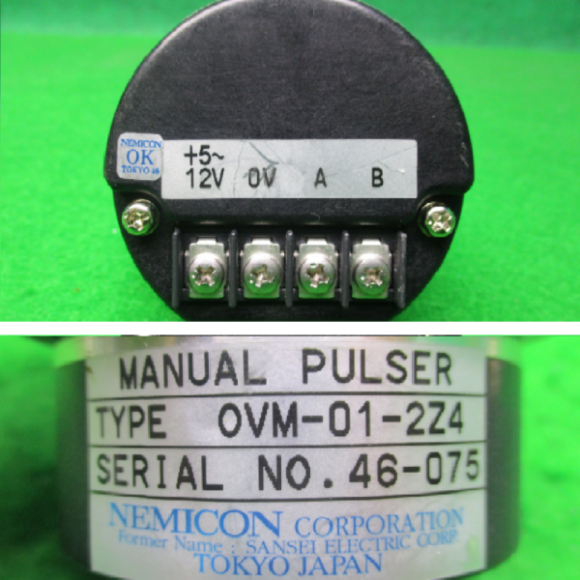 NEMICON
OK
TOKYO
+5~
12V 0V A B
MANUAL PULSER
TYPE OVM-01-2Z4
SERIAL NO.46-075
NEMICON CORPORATION
Former Name : SANSEI ELECTRIC CORP.
TOKYO JAPAN